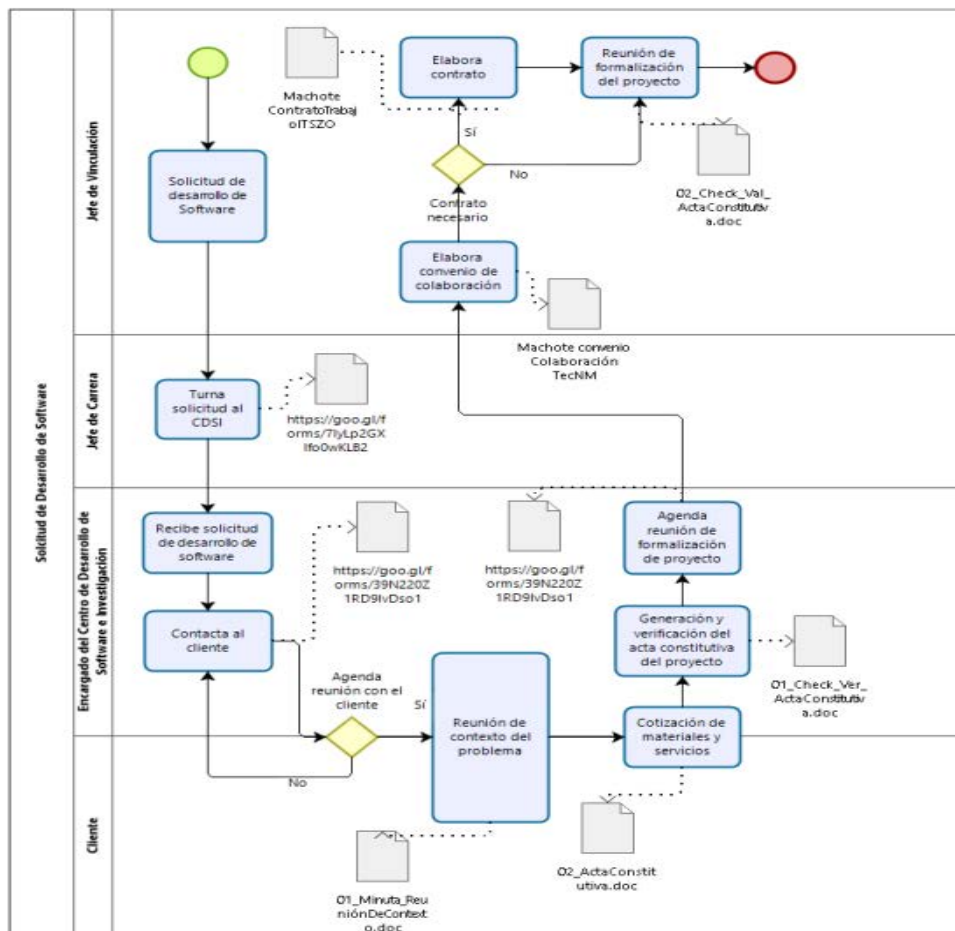 Solcitud de Desarrollo de Software
Jefe de Vinculación
Machote
ContratoTrabaj
oITSZO
Elabora
contrato
Reunión de
formalización
del proyecto
Sí
No
Contrato
necesario
02_Check_Val_
ActaConstitutiv
a.doc
Solicitud de
desarrollo de
Software
Elabora
convenio de
colaboración
Machote convenio
Colaboración
TecNM
Jefe de Carrera
Turna
solicitud al
CDSI
https://goo.gl/f
orms/7IyLp2GX
Ifo0wKLB2
Encargado del Centro de Desarrollo de
Software e Investigación
Recibe solicitud
de desarrollo de
software
https://goo.gl/f
orms/39N220Z
1RD9IvDso1
https://goo.gl/f
orms/39N220Z
1RD9IvDso1
Agenda
reunión de
formalización
de proyecto
Contacta al
cliente
Generación y
verificación del
acta constitutiva
del proyecto
01_Check_Ver_
ActaConstitutiv
a.doc
Agenda
reunión con el
cliente
Sí
No
Reunión de
contexto del
problema
Cotización de
materiales y
servicios
Cliente
01_Minuta_Reu
niónDeContext
o.doc
02_ActaConstit
utiva.doc